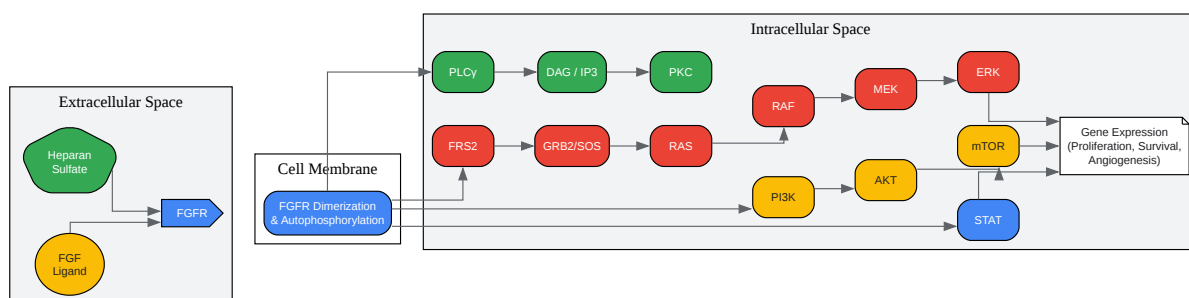 Extracellular Space
Heparan
Sulfate
FGFR
FGF
Ligand
Cell Membrane
FGFR Dimerization
& Autophosphorylation
Intracellular Space
PLCγ
DAG / IP3
PKC
FRS2
GRB2/SOS
RAS
RAF
MEK
ERK
PI3K
AKT
mTOR
STAT
Gene Expression
(Proliferation, Survival,
Angiogenesis)